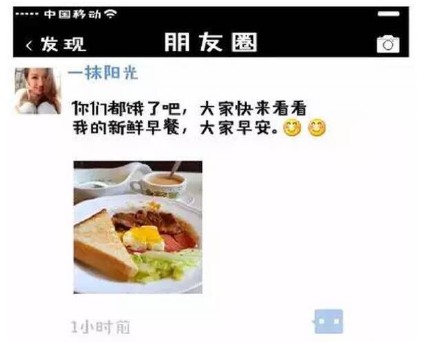 中国移动
发现
朋友圈
一抹阳光
你们都饿了吧，大家快来看看
我的新鲜早餐，大家早安。
1小时前